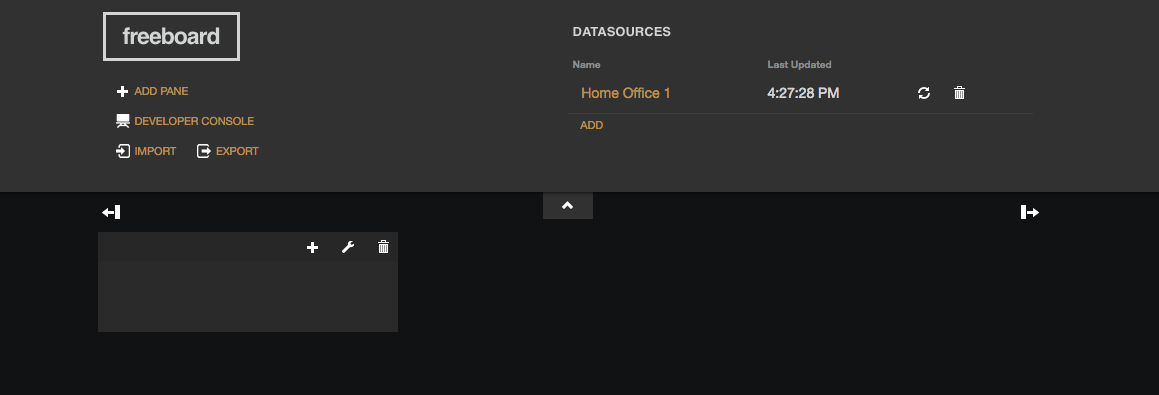 freeboard
ADD PANE
DEVELOPER CONSOLE
IMPORT EXPORT
DATASOURCES
Name Last Updated
Home Office 1 4:27:28 PM
ADD